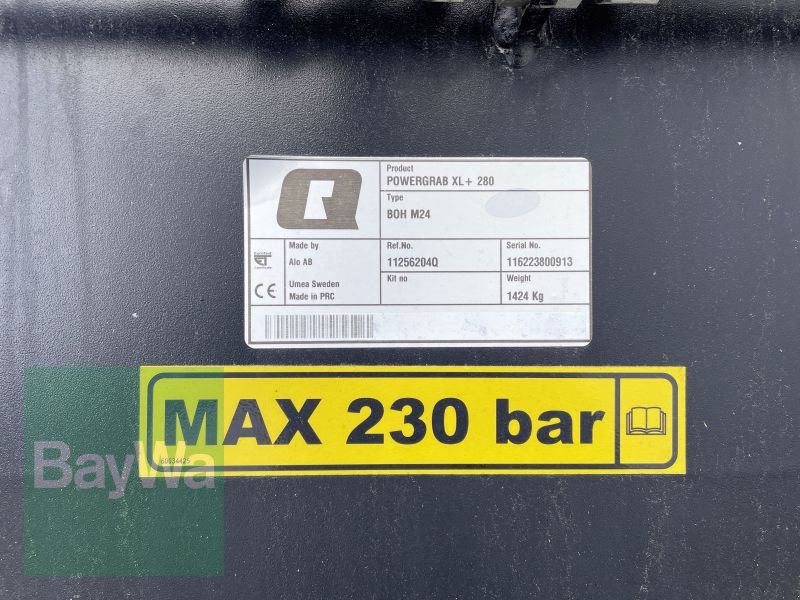 Product
POWERGRAB XL+ 280
Type
BOH M24
Made by
Alo AB
Umea Sweden
Made in PRC
Ref.No.
11256204Q
Serial No.
116223800913
Kit no
Weight
1424 Kg
CE
MAX 230 bar
60034425
BayWa